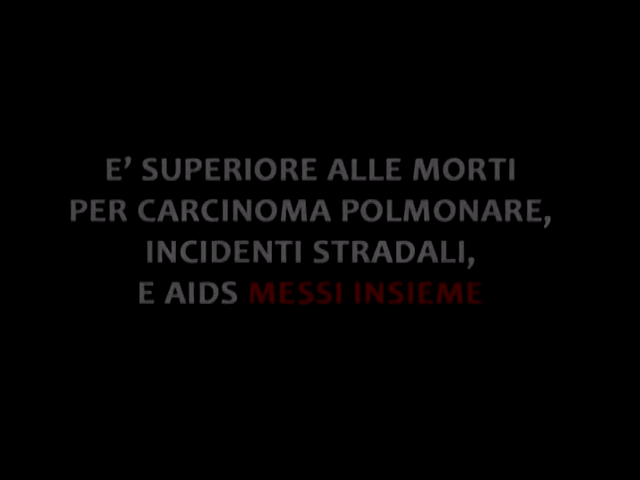 E' SUPERIORE ALLE MORTI
PER CARCINOMA POLMONARE,
INCIDENTI STRADALI,
E AIDS MESSI INSIEME